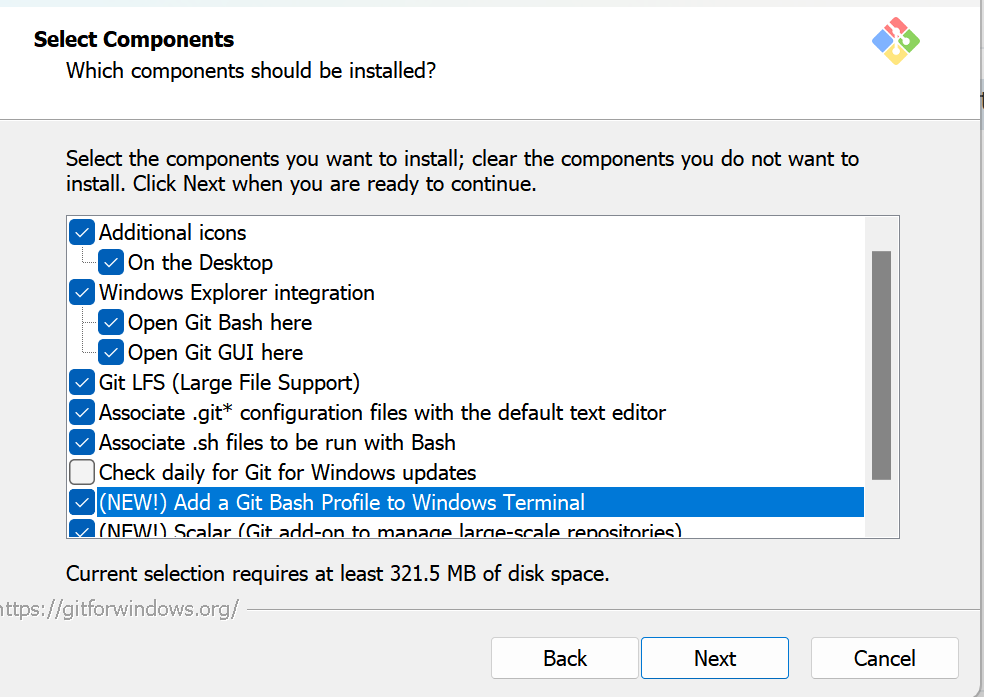 Select Components
Which components should be installed?
Select the components you want to install; clear the components you do not want to
install. Click Next when you are ready to continue.
Additional icons
On the Desktop
Windows Explorer integration
Open Git Bash here
Open Git GUI here
Git LFS (Large File Support)
Associate .git* configuration files with the default text editor
Associate .sh files to be run with Bash
Check daily for Git for Windows updates
(NEW!) Add a Git Bash Profile to Windows Terminal
(NEW!) Scalar (Git add-on to manage large-scale repositories)
Current selection requires at least 321.5 MB of disk space.
https://gitforwindows.org/
Back
Next
Cancel